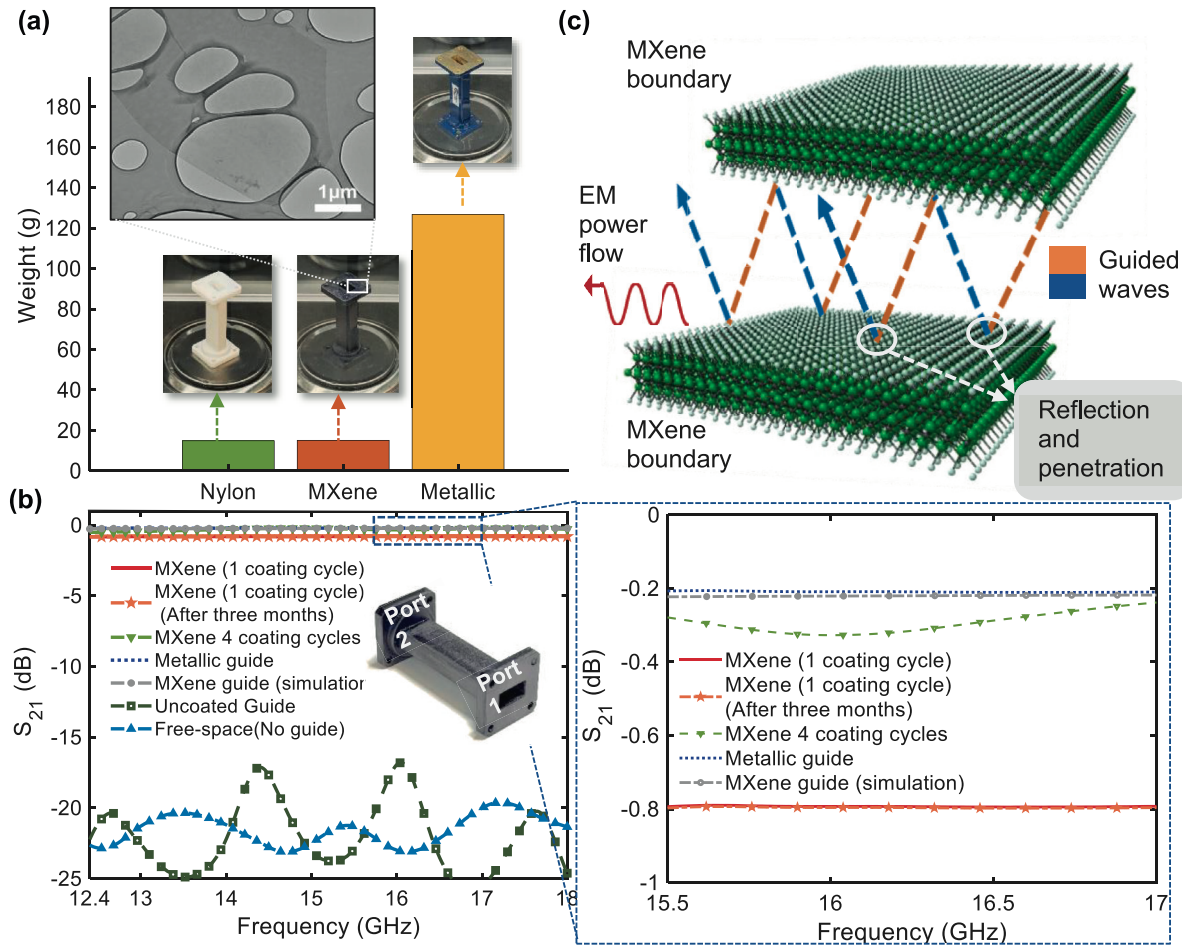 (a)
Weight (g)
180
160
140
120
100
80
60
40
20
0
1μm
Nylon
MXene
Metallic
(c)
MXene
boundary
EM
power
flow
Guided
waves
MXene
boundary
Reflection
and
penetration
(b)
S21 (dB)
0
-5
-10
-15
-20
-25
MXene (1 coating cycle)
MXene (1 coating cycle)
(After three months)
MXene 4 coating cycles
Metallic guide
MXene guide (simulation
Uncoated Guide
Free-space(No guide)
Port
2
Port
1
12.4
13
14
15
16
17
18
Frequency (GHz)
S21 (dB)
0
-0.2
-0.4
-0.6
-0.8
-1
MXene (1 coating cycle)
MXene (1 coating cycle)
(After three months)
MXene 4 coating cycles
Metallic guide
MXene guide (simulation)
15.5
16
16.5
17
Frequency (GHz)